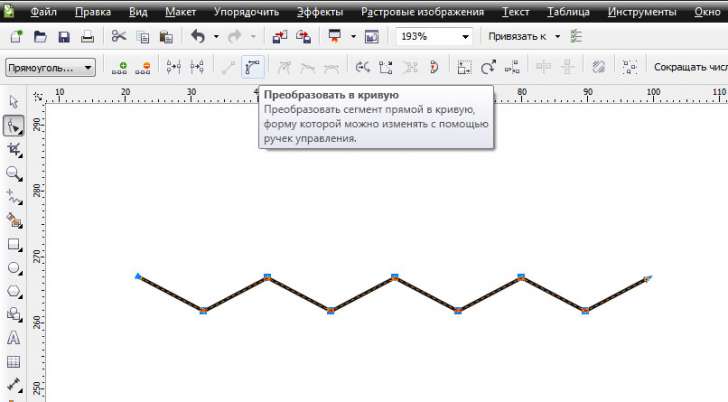 Файл Правка Вид Макет Упорядочить Эффекты Растровые изображения Текст Таблица Инструменты Окно
193% Привязать к
Прямоуголь... Сокращать чис
10 80 90 100 110
Преобразовать в кривую
Преобразовать сегмент прямой в кривую,
форму которой можно изменять с помощью
ручек управления.
290
280
270
260
250
20 30